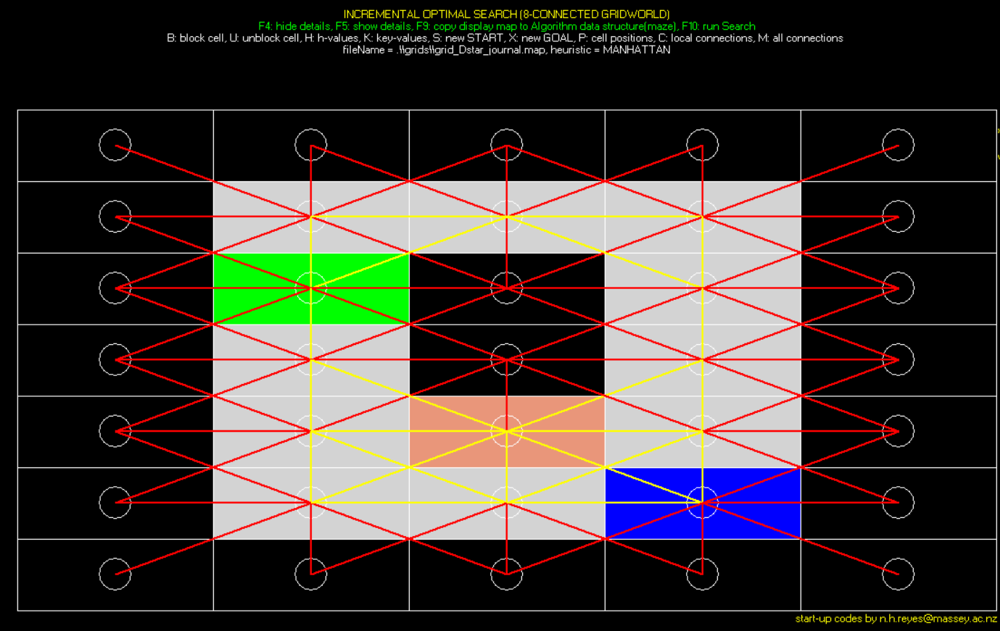 INCREMENTAL OPTIMAL SEARCH (8-CONNECTED GRIDWORLD)
F4: hide details, F5: show details, F9: copy display map to Algorithm data structure(maze), F10: run Search
B: block cell, U: unblock cell, H: h-values, K: key-values, S: new START, X: new GOAL, P: cell positions, C: local connections, M: all connections
fileName = .\\grids\\grid_Dstar_journal.map, heuristic = MANHATTAN
start-up codes by n.h.reyes@massey.ac.nz